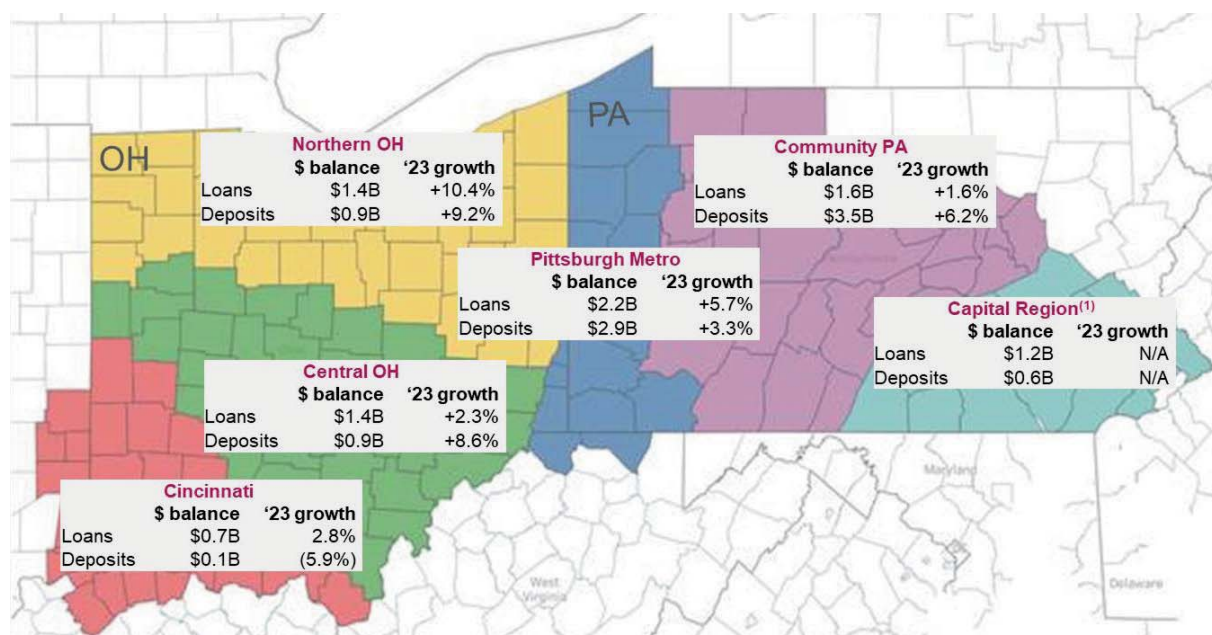 PA
OH
Northern OH
$ balance ‘23 growth
Loans $1.4B +10.4%
Deposits $0.9B +9.2%
Community PA
$ balance ‘23 growth
Loans $1.6B +1.6%
Deposits $3.5B +6.2%
Pittsburgh Metro
$ balance ‘23 growth
Loans $2.2B +5.7%
Deposits $2.9B +3.3%
Capital Region(1)
$ balance ‘23 growth
Loans $1.2B N/A
Deposits $0.6B N/A
Central OH
$ balance ‘23 growth
Loans $1.4B +2.3%
Deposits $0.9B +8.6%
Cincinnati
$ balance ‘23 growth
Loans $0.7B 2.8%
Deposits $0.1B (5.9%)
Maryland
West
Virginia
Delaware